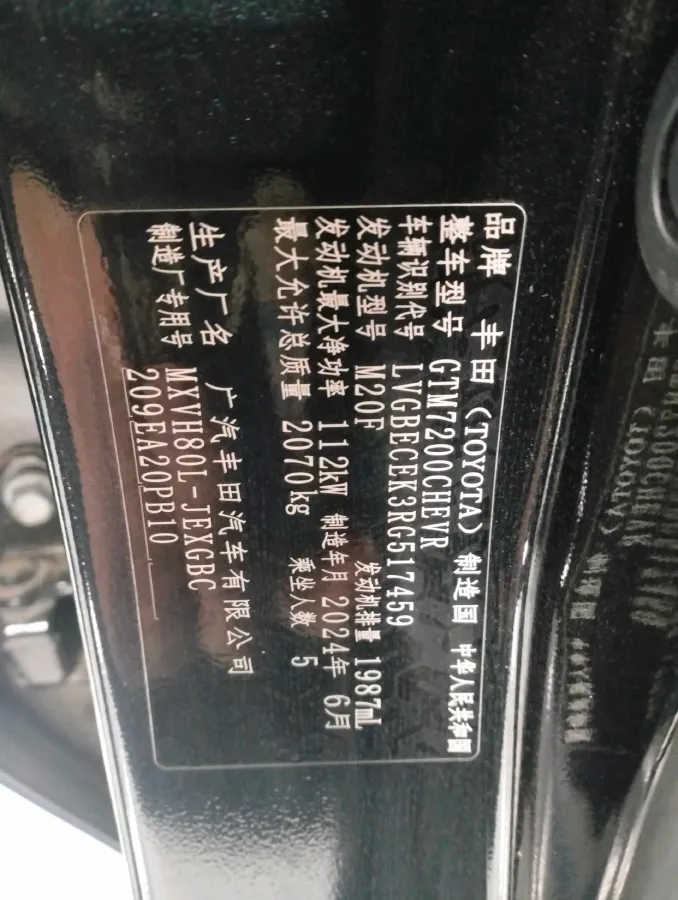 品牌 丰田（TOYOTA） 制造国 中华人民共和国
整车型号 GTM7200CHEVR
车辆识别代号 LVGBECEK3RG517459
发动机型号 M20F 发动机排量 1987mL
发动机最大净功率 112kW 制造年月 2024年 6月
最大允许总质量 2070kg 乘坐人数 5
生产厂名 广汽丰田汽车有限公司
制造厂专用号 MXVH80L-JEXGBC
209EA20PB10